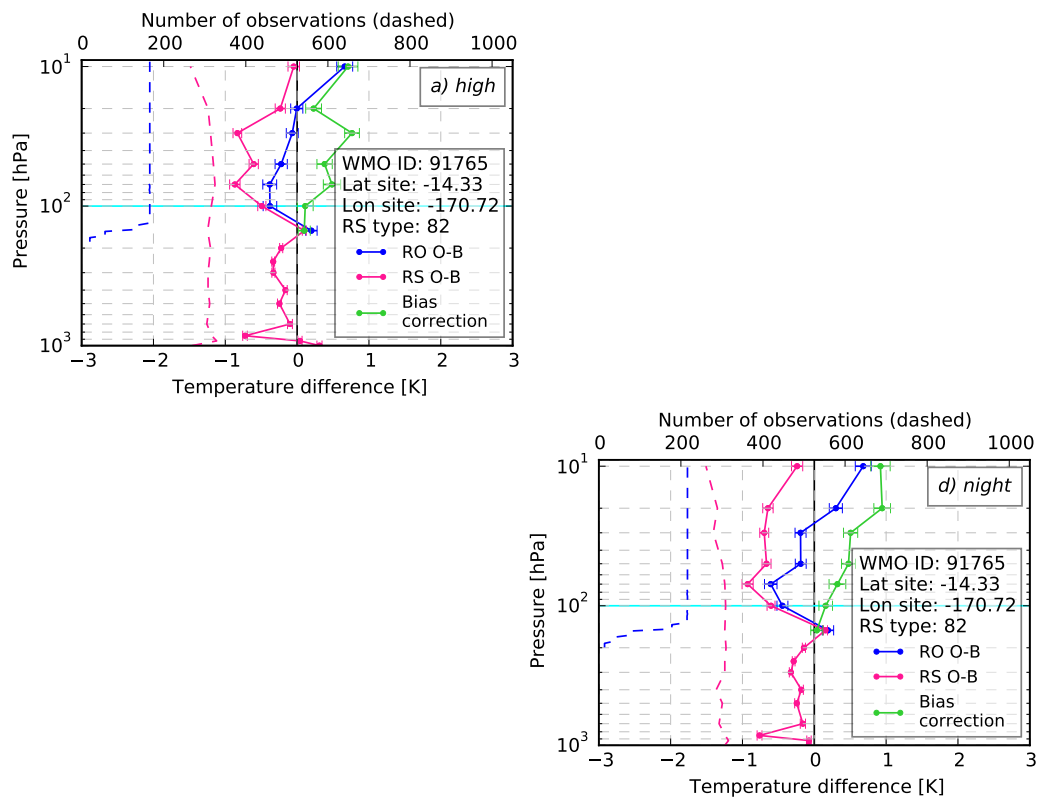 Number of observations (dashed)
0 200 400 600 800 1000
10¹
a) high
Pressure [hPa]
WMO ID: 91765
Lat site: -14.33
10²
Lon site: -170.72
RS type: 82
RO O-B
RS O-B
Bias
correction
10³
−3 −2 −1 0 1 2 3
Temperature difference [K]
Number of observations (dashed)
0 200 400 600 800 1000
10¹
d) night
Pressure [hPa]
WMO ID: 91765
Lat site: -14.33
10²
Lon site: -170.72
RS type: 82
RO O-B
RS O-B
Bias
correction
10³
−3 −2 −1 0 1 2 3
Temperature difference [K]